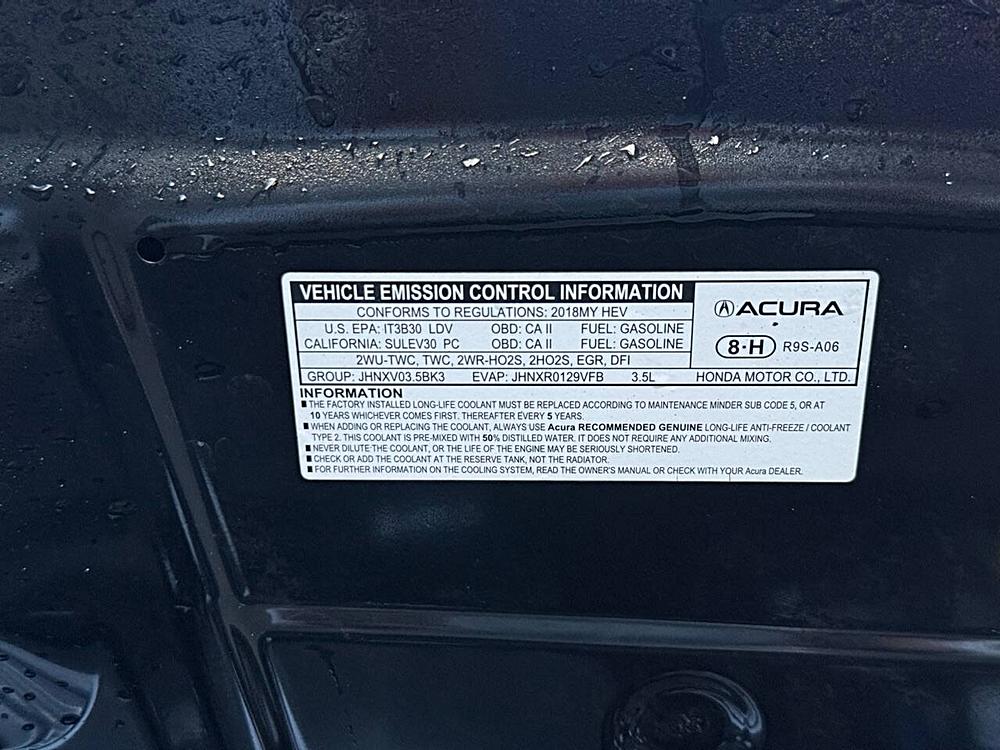 VEHICLE EMISSION CONTROL INFORMATION
CONFORMS TO REGULATIONS: 2018MY HEV
U.S. EPA: IT3B30 LDV OBD: CA II FUEL: GASOLINE
CALIFORNIA: SULEV30 PC OBD: CA II FUEL: GASOLINE
2WU-TWC, TWC, 2WR-HO2S, 2HO2S, EGR, DFI
ACURA
8·H R9S-A06
GROUP: JHNXV03.5BK3 EVAP: JHNXR0129VFB 3.5L HONDA MOTOR CO., LTD.
INFORMATION
■ THE FACTORY INSTALLED LONG-LIFE COOLANT MUST BE REPLACED ACCORDING TO MAINTENANCE MINDER SUB CODE 5, OR AT
10 YEARS WHICHEVER COMES FIRST. THEREAFTER EVERY 5 YEARS.
■ WHEN ADDING OR REPLACING THE COOLANT, ALWAYS USE Acura RECOMMENDED GENUINE LONG-LIFE ANTI-FREEZE / COOLANT
TYPE 2. THIS COOLANT IS PRE-MIXED WITH 50% DISTILLED WATER. IT DOES NOT REQUIRE ANY ADDITIONAL MIXING.
■ NEVER DILUTE THE COOLANT, OR THE LIFE OF THE ENGINE MAY BE SERIOUSLY SHORTENED.
■ CHECK OR ADD THE COOLANT AT THE RESERVE TANK, NOT THE RADIATOR.
■ FOR FURTHER INFORMATION ON THE COOLING SYSTEM, READ THE OWNER'S MANUAL OR CHECK WITH YOUR Acura DEALER.